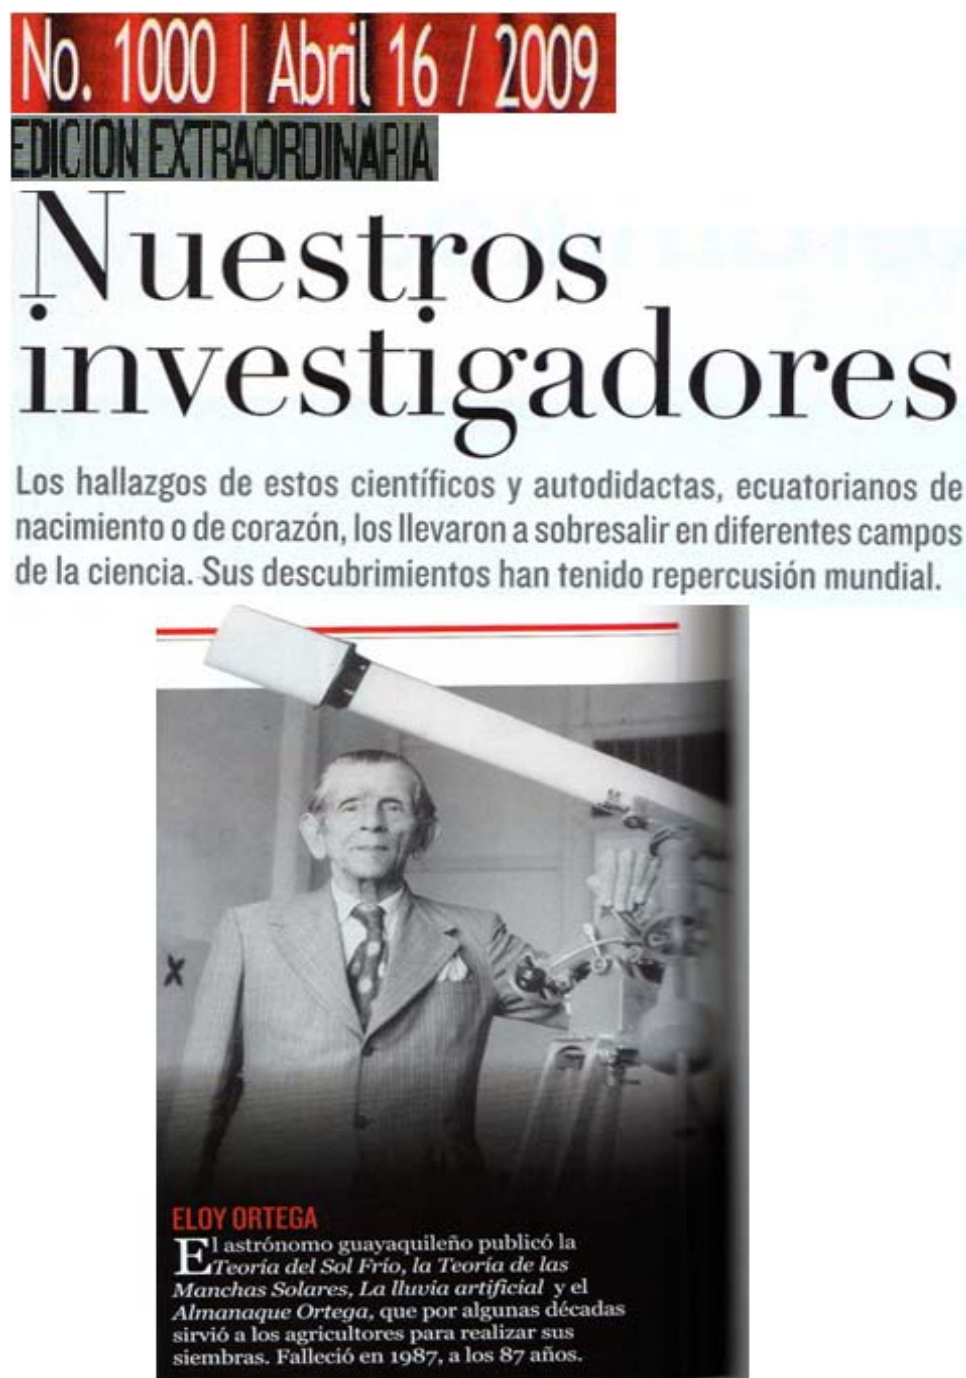 No. 1000 | Abril 16 / 2009
EDICION EXTRAORDINARIA
Nuestros
investigadores
Los hallazgos de estos científicos y autodidactas, ecuatorianos de
nacimiento o de corazón, los llevaron a sobresalir en diferentes campos
de la ciencia. Sus descubrimientos han tenido repercusión mundial.
X
ELOY ORTEGA
El astrónomo guayaquileño publicó la
Teoría del Sol Frío, la Teoría de las
Manchas Solares, La lluvia artificial y el
Almanaque Ortega, que por algunas décadas
sirvió a los agricultores para realizar sus
siembras. Falleció en 1987, a los 87 años.